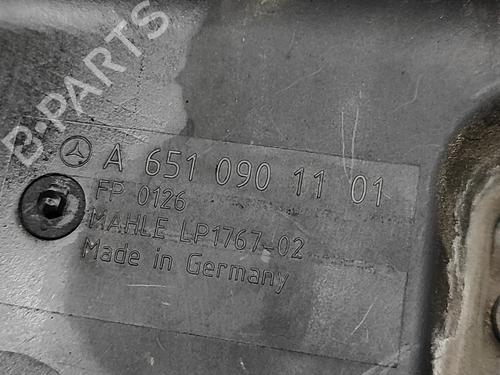 B-PARTS
A 651 090 11 01
FP 0126
MAHLE LP1767-02
Made in Germany